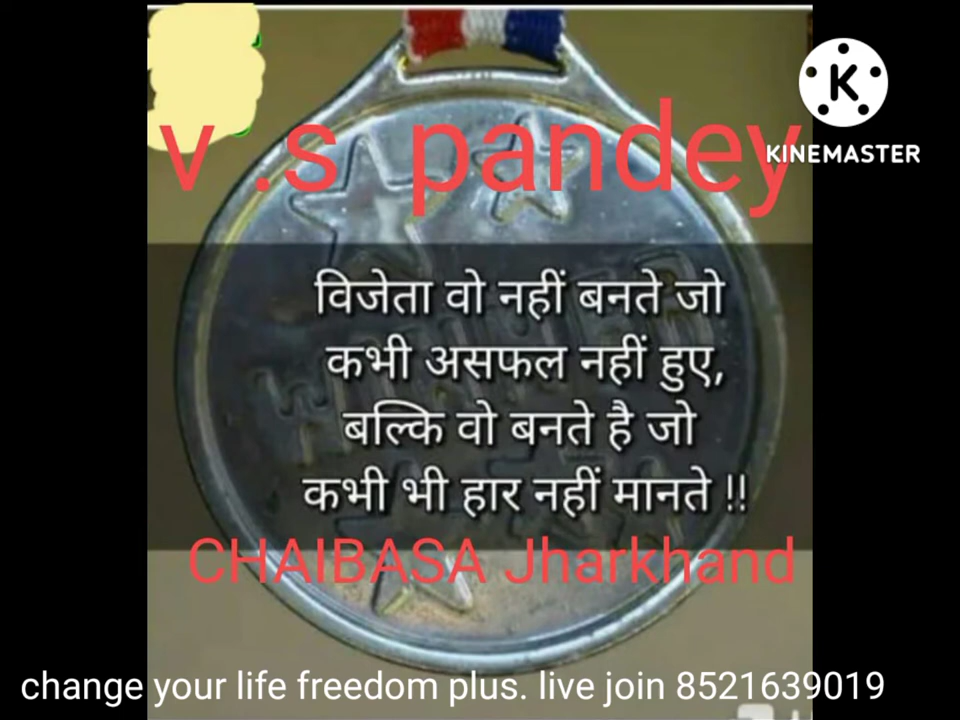 v .s pandey
KINEMASTER
विजेता वो नहीं बनते जो
कभी असफल नहीं हुए,
बल्कि वो बनते है जो
कभी भी हार नहीं मानते !!
WINNER
CHAIBASA Jharkhand
change your life freedom plus. live join 8521639019